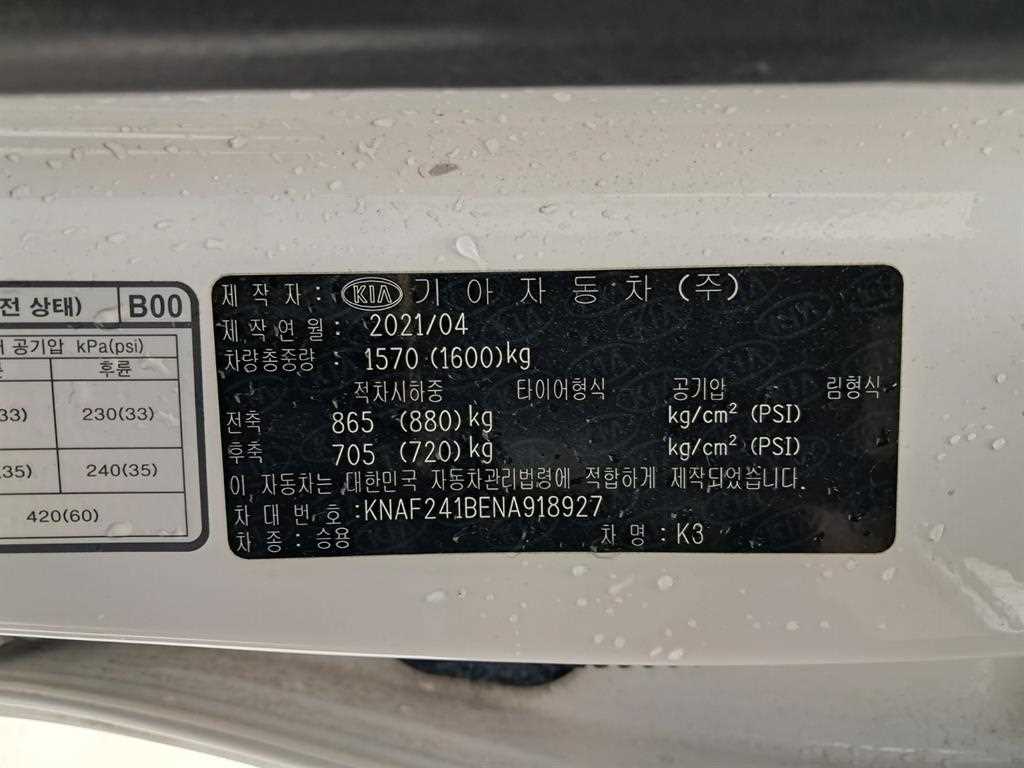 전 상태) B00
공기압 kPa(psi)
후륜
33) 230(33)
(35) 240(35)
420(60)
제 작 자 : KIA 기 아 자 동 차 (주)
제 작 연 월 : 2021/04
차량총중량 : 1570 (1600)kg
적차시하중 타이어형식 공기압 림형식
전축 865 (880)kg kg/cm² (PSI)
후축 705 (720)kg kg/cm² (PSI)
이 자동차는 대한민국 자동차관리법령에 적합하게 제작되었습니다.
차 대 번 호 :KNAF241BENA918927
차 종 : 승용 차 명 : K3